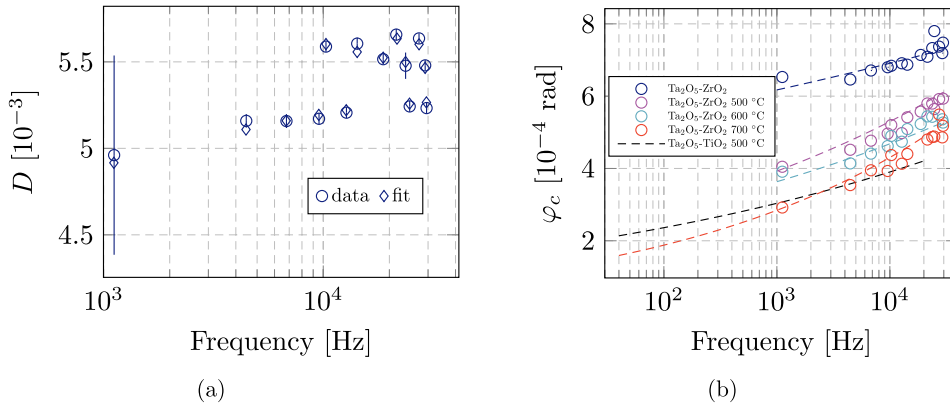 5.5
5
4.5
D [10⁻³]
data fit
10³ 10⁴
Frequency [Hz]
(a)
8
6
4
2
φc [10⁻⁴ rad]
Ta₂O₅-ZrO₂
Ta₂O₅-ZrO₂ 500 °C
Ta₂O₅-ZrO₂ 600 °C
Ta₂O₅-ZrO₂ 700 °C
Ta₂O₅-TiO₂ 500 °C
10² 10³ 10⁴
Frequency [Hz]
(b)